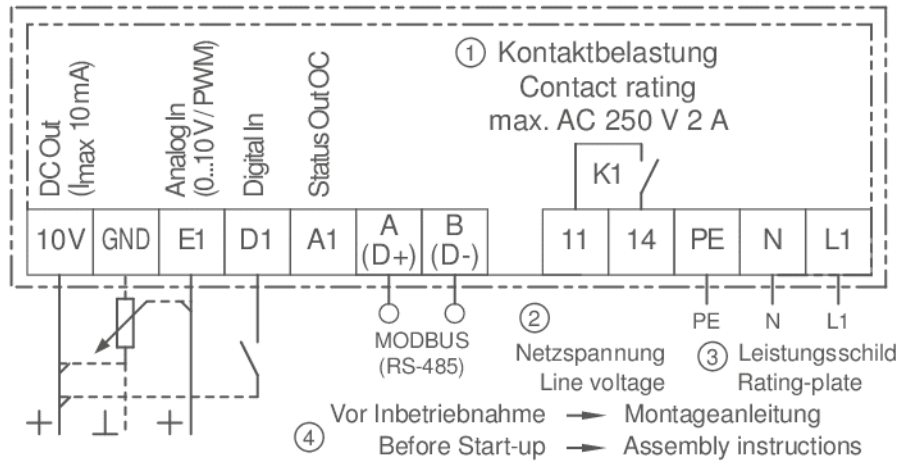 ① Kontaktbelastung
Contact rating
max. AC 250 V 2 A
DC Out
(Imax 10 mA)
Analog In
(0...10 V / PWM)
Digital In
Status Out OC
K1
10V GND E1 D1 A1 A (D+) B (D-) 11 14 PE N L1
MODBUS
(RS-485)
PE N L1
② Netzspannung
Line voltage
③ Leistungsschild
Rating-plate
④ Vor Inbetriebnahme → Montageanleitung
Before Start-up → Assembly instructions
+ ⊥ +